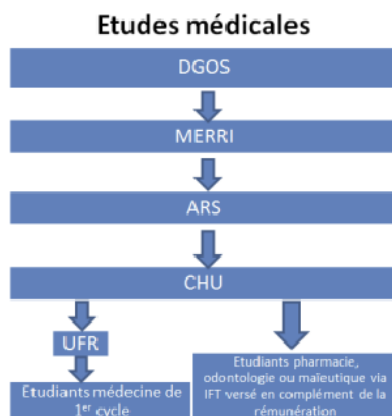 Etudes médicales
DGOS
MERRI
ARS
CHU
UFR
Etudiants médecine de
1er cycle
Etudiants pharmacie,
odontologie ou maïeutique via
IFT versé en complément de la
rémunération